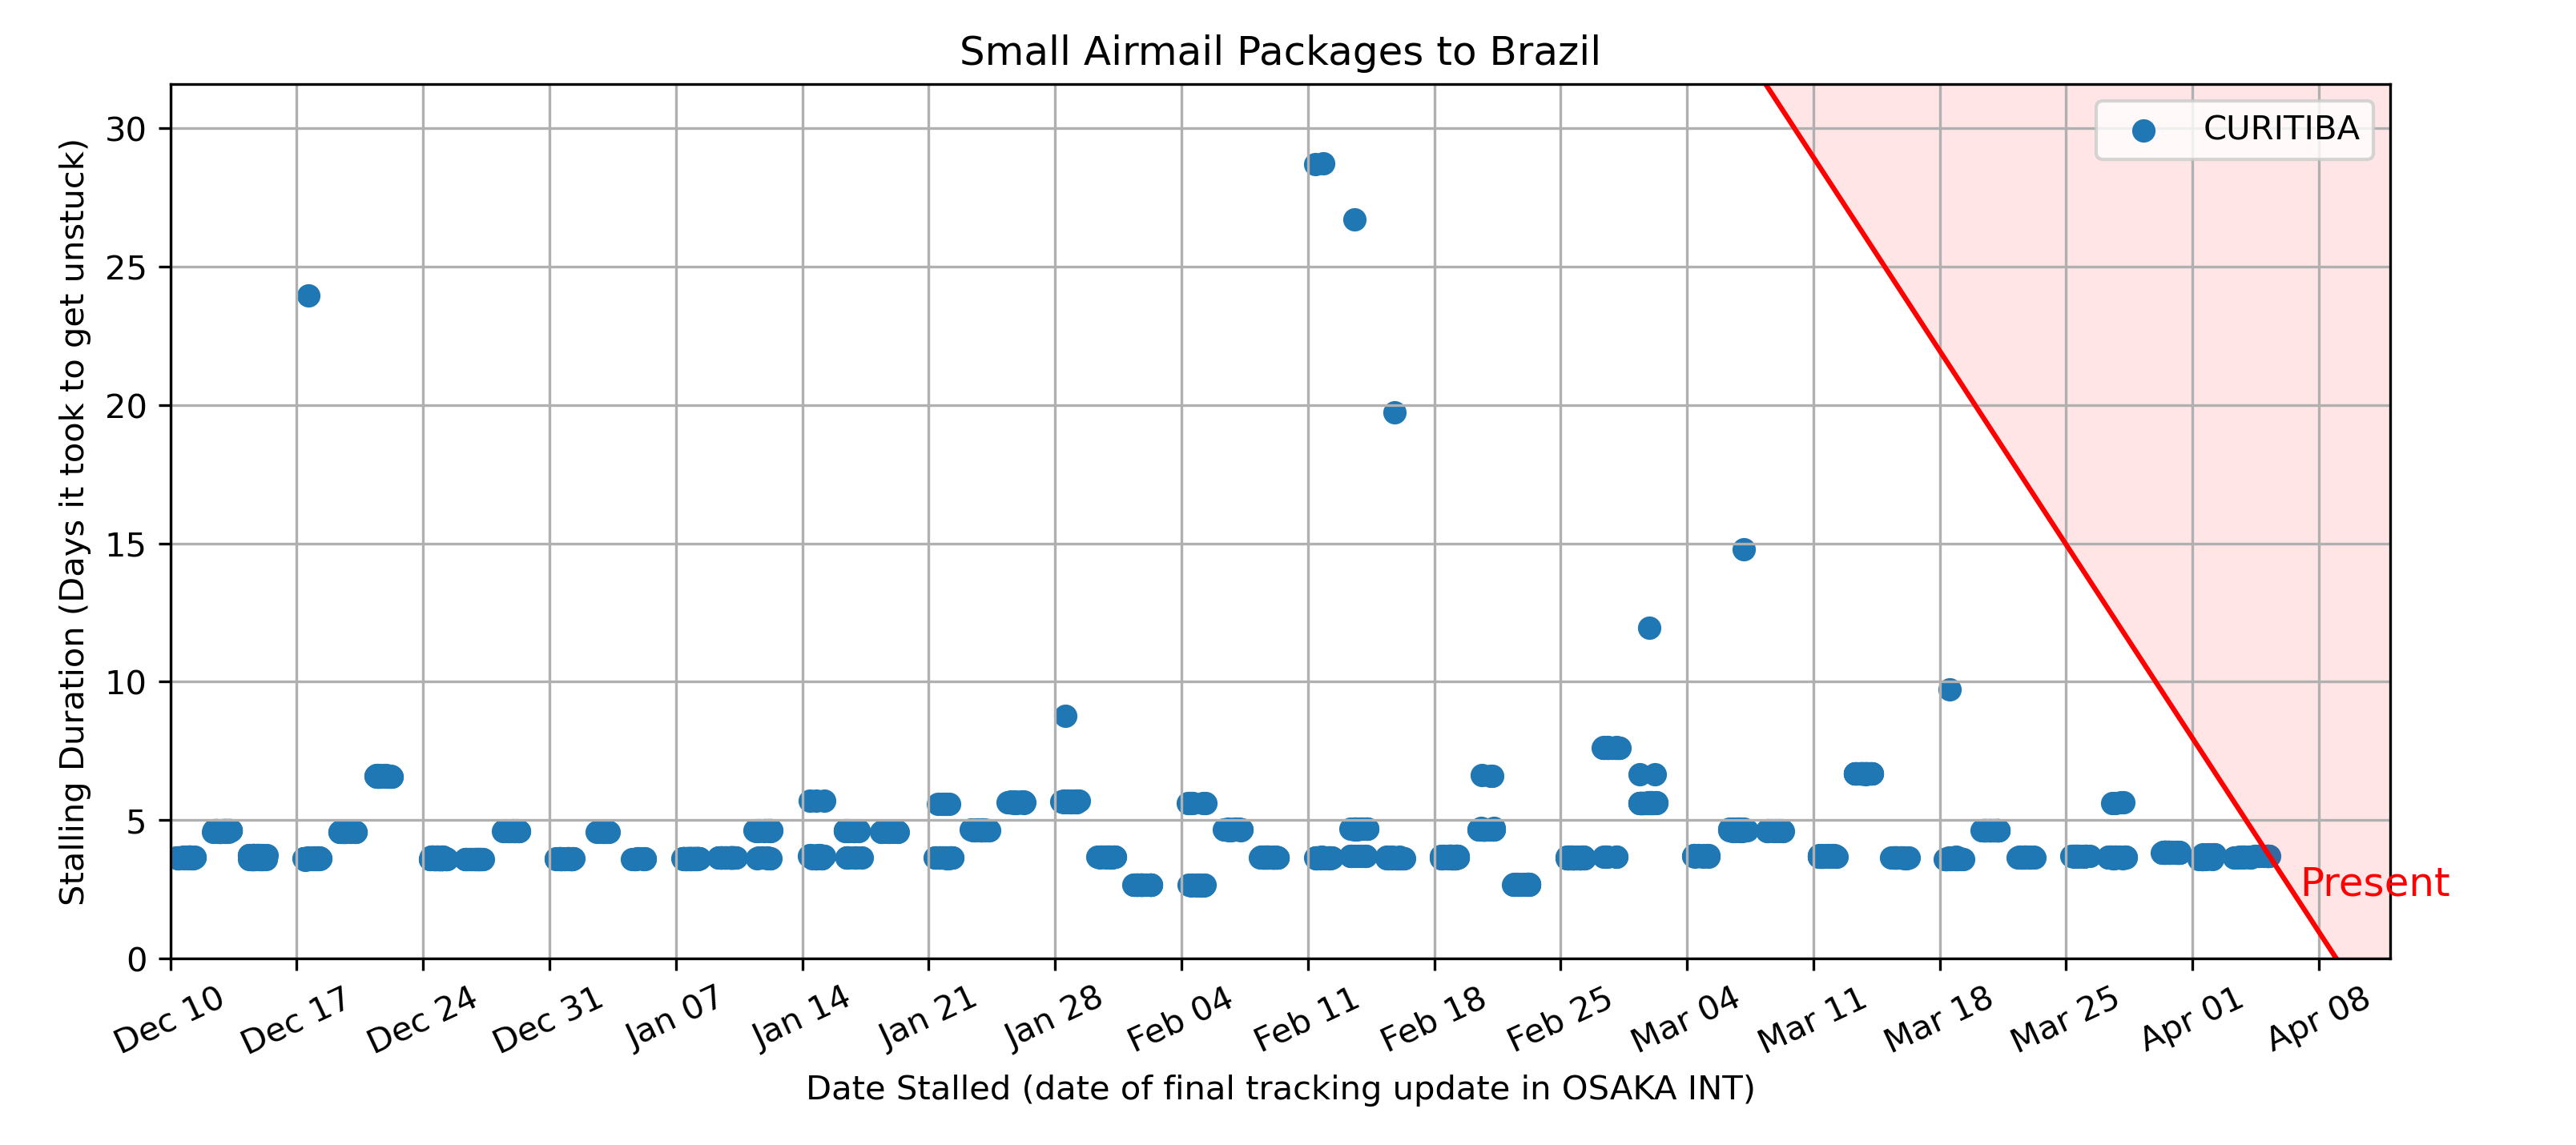 Small Airmail Packages to Brazil
Stalling Duration (Days it took to get unstuck)
30
25
20
15
10
5
0
CURITIBA
Present
Dec 10
Dec 17
Dec 24
Dec 31
Jan 07
Jan 14
Jan 21
Jan 28
Feb 04
Feb 11
Feb 18
Feb 25
Mar 04
Mar 11
Mar 18
Mar 25
Apr 01
Apr 08
Date Stalled (date of final tracking update in OSAKA INT)